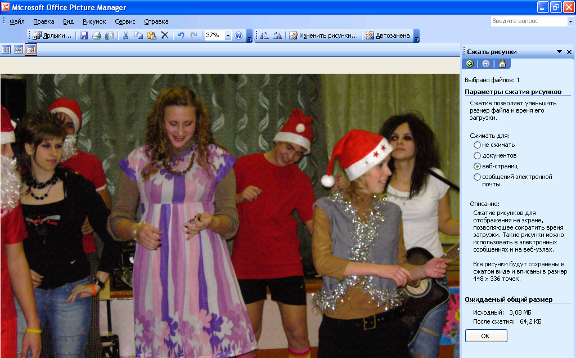 Microsoft Office Picture Manager
Файл Правка Вид Рисунок Сервис Справка
Введите вопрос
Ярлыки... 37% Изменить рисунки... Автозамена
Сжать рисунки
Выбрано файлов: 1
Параметры сжатия рисунков
Сжатие позволяет уменьшить
размер файла и время его
загрузки.
Сжимать для:
не сжимать
документов
веб-страниц
сообщений электронной
почты
Описание:
Сжатие рисунков для
отображения на экране,
позволяющее сократить время
загрузки. Такие рисунки можно
использовать в электронных
сообщениях и на веб-узлах.
Все рисунки будут сохранены в
сжатом виде и вписаны в размер
448 x 336 точек.
Ожидаемый общий размер
Исходный: 3,08 МБ
После сжатия: 64,2 КБ
ОК